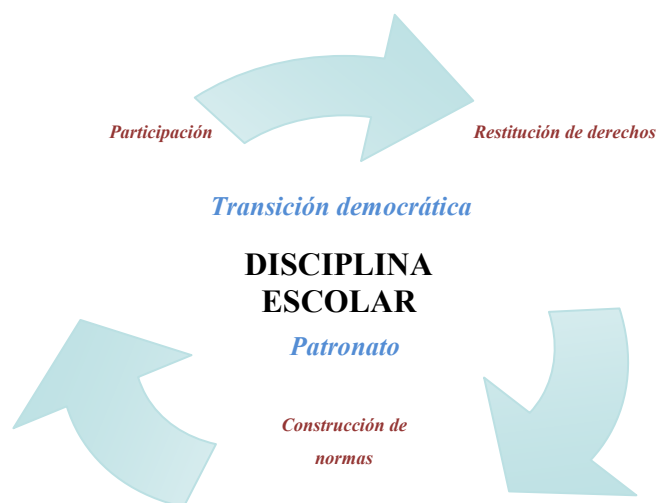 Participación
Restitución de derechos
Transición democrática
DISCIPLINA
ESCOLAR
Patronato
Construcción de
normas